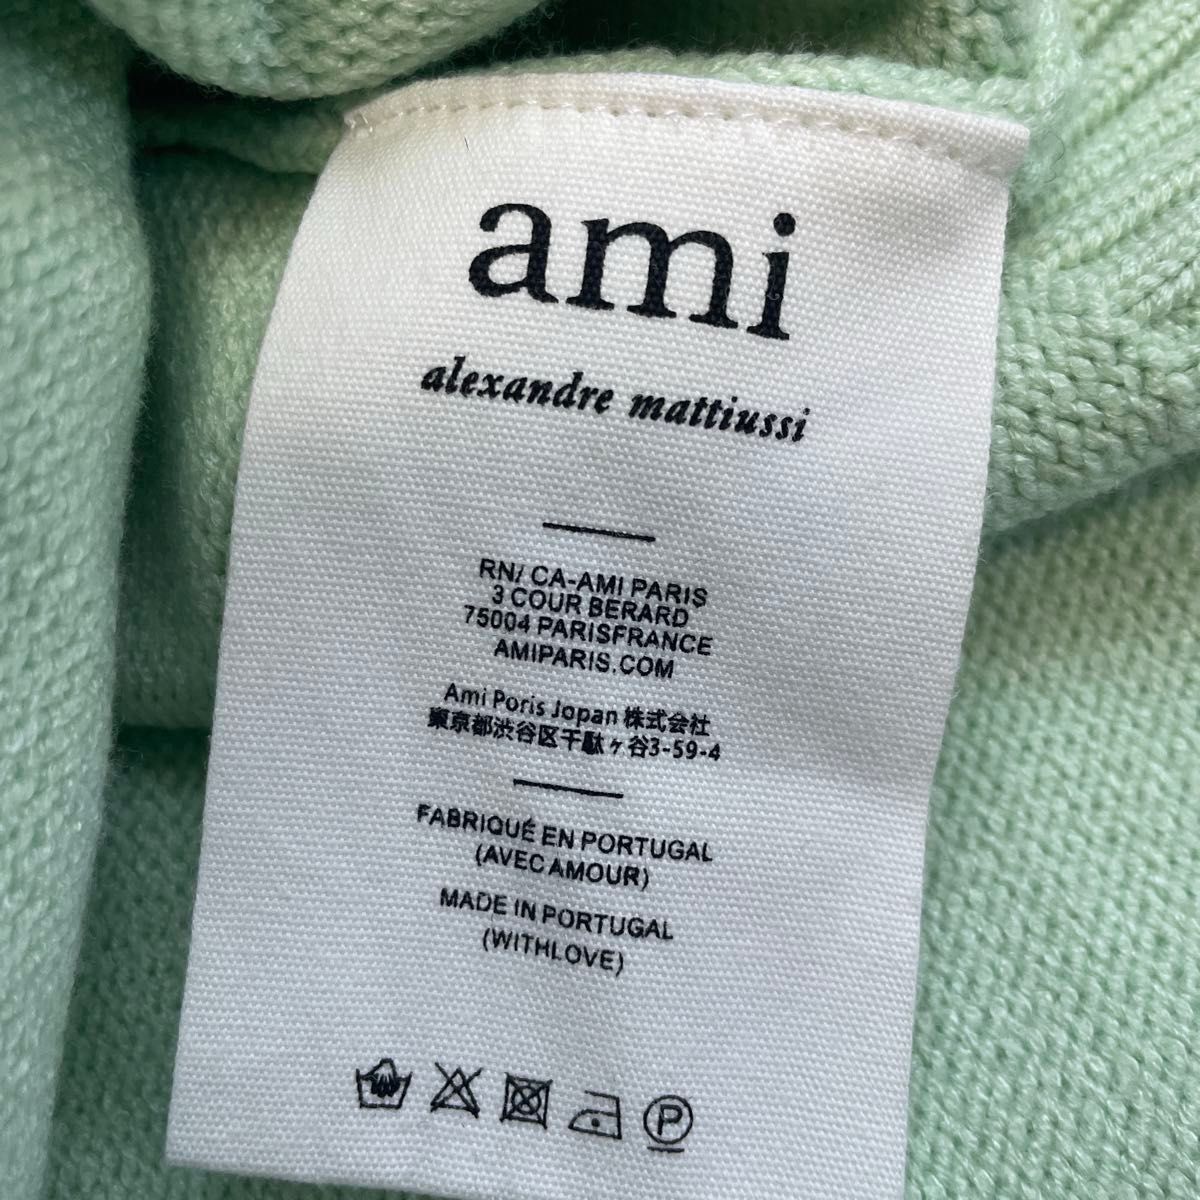 ami
alexandre mattiussi
RN/ CA-AMI PARIS
3 COUR BERARD
75004 PARISFRANCE
AMIPARIS.COM
Ami Poris Jopan 株式会社
東京都渋谷区千駄ヶ谷3-59-4
FABRIQUÉ EN PORTUGAL
(AVEC AMOUR)
MADE IN PORTUGAL
(WITHLOVE)
P